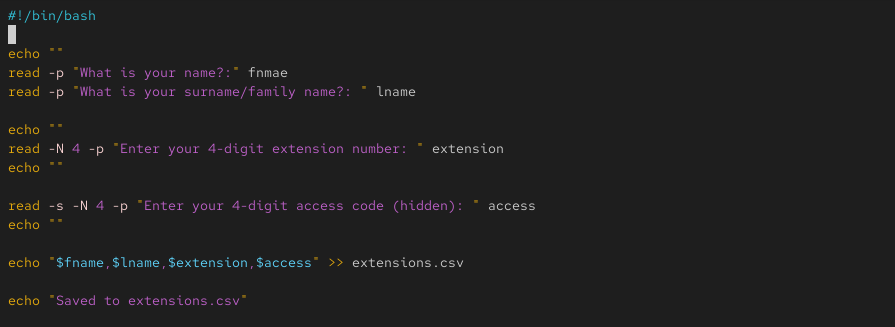 #!/bin/bash
echo ""
read -p "What is your name?:" fnmae
read -p "What is your surname/family name?: " lname
echo ""
read -N 4 -p "Enter your 4-digit extension number: " extension
echo ""
read -s -N 4 -p "Enter your 4-digit access code (hidden): " access
echo ""
echo "$fname,$lname,$extension,$access" >> extensions.csv
echo "Saved to extensions.csv"